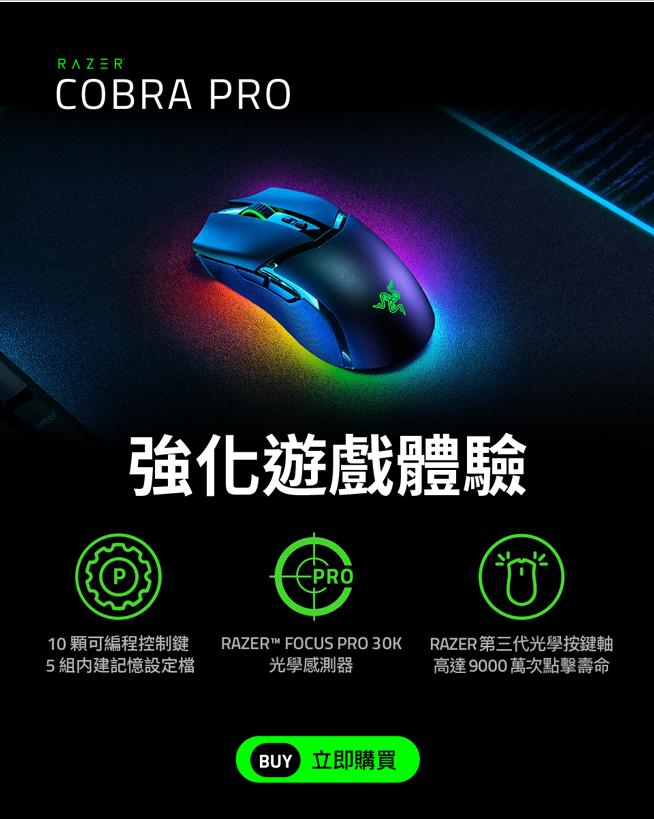 RAZER
COBRA PRO
強化遊戲體驗
P
PRO
10 顆可編程控制鍵
5 組內建記憶設定檔
RAZER™ FOCUS PRO 30K
光學感測器
RAZER 第三代光學按鍵軸
高達 9000 萬次點擊壽命
BUY 立即購買